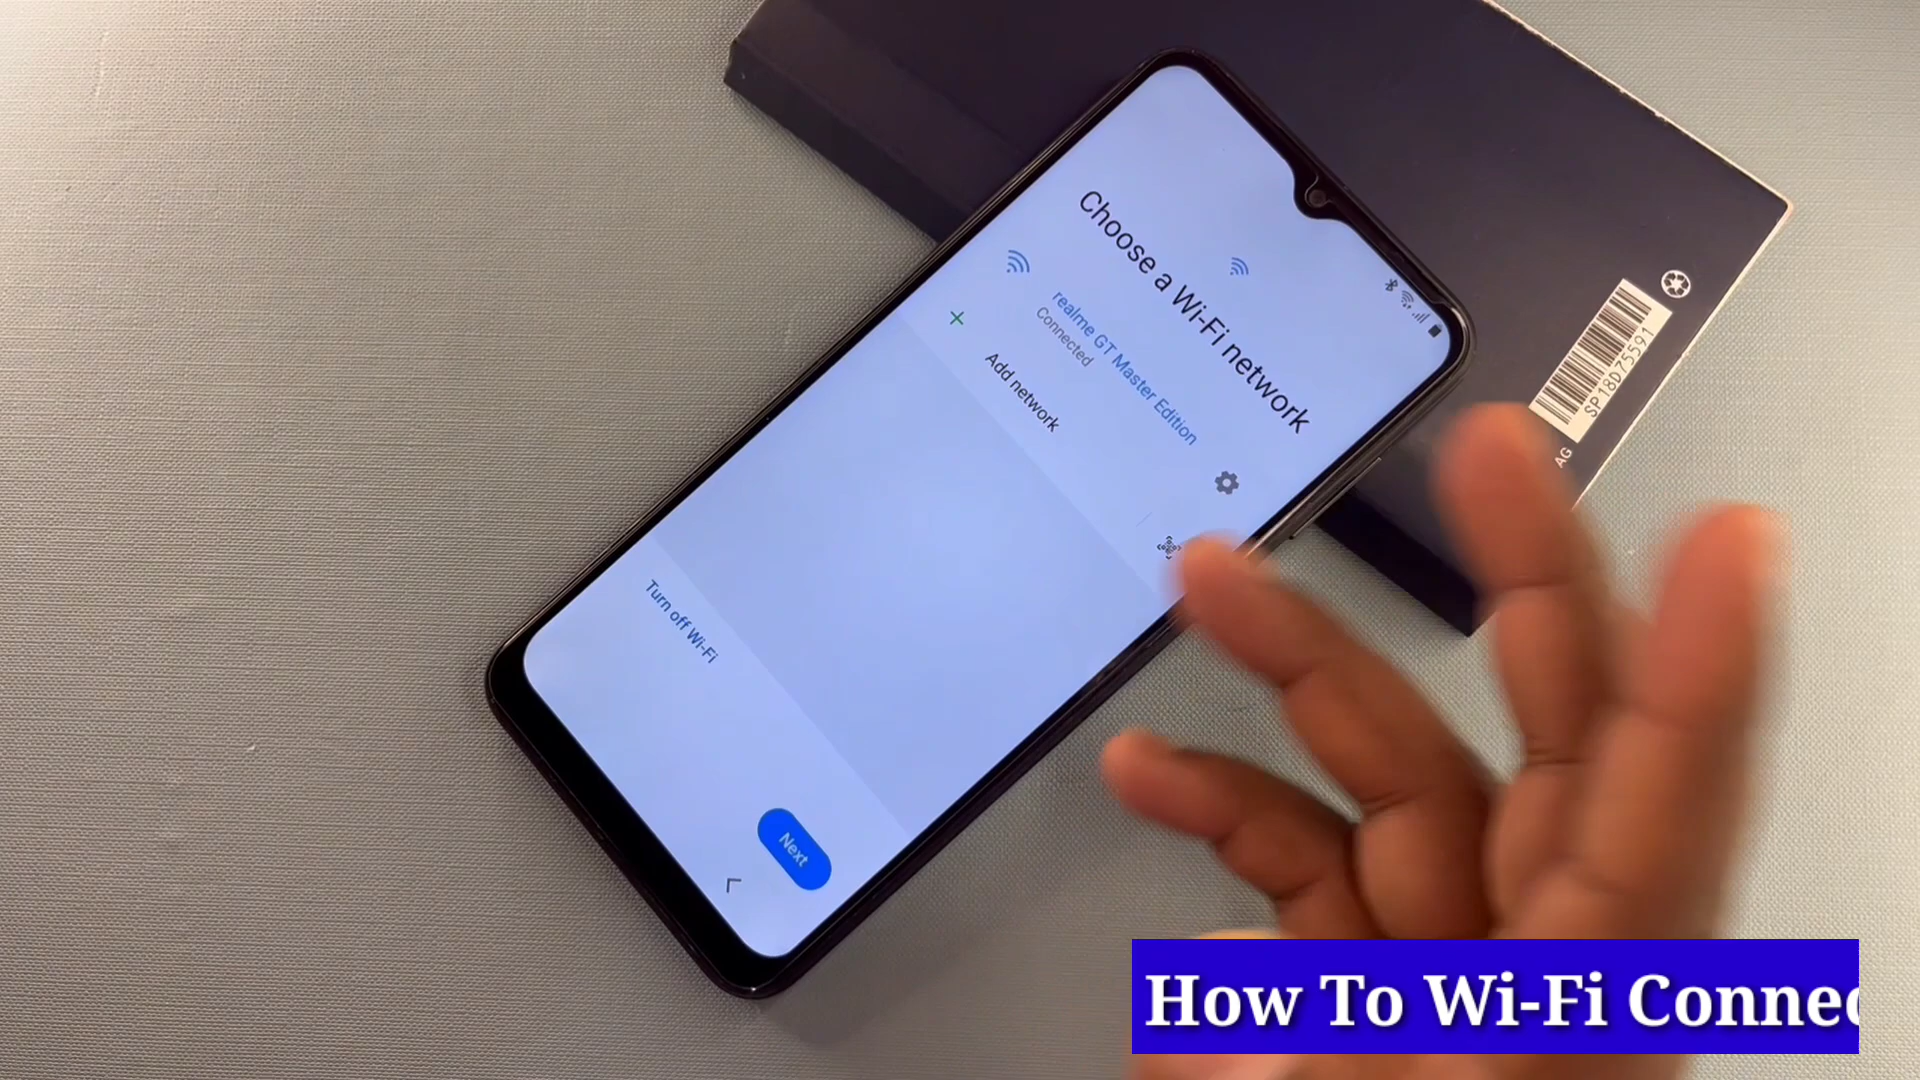 Choose a Wi-Fi network
realme GT Master Edition
Connected
Add network
Turn off Wi-Fi
Next
SP18D75591
AG
How To Wi-Fi Connec